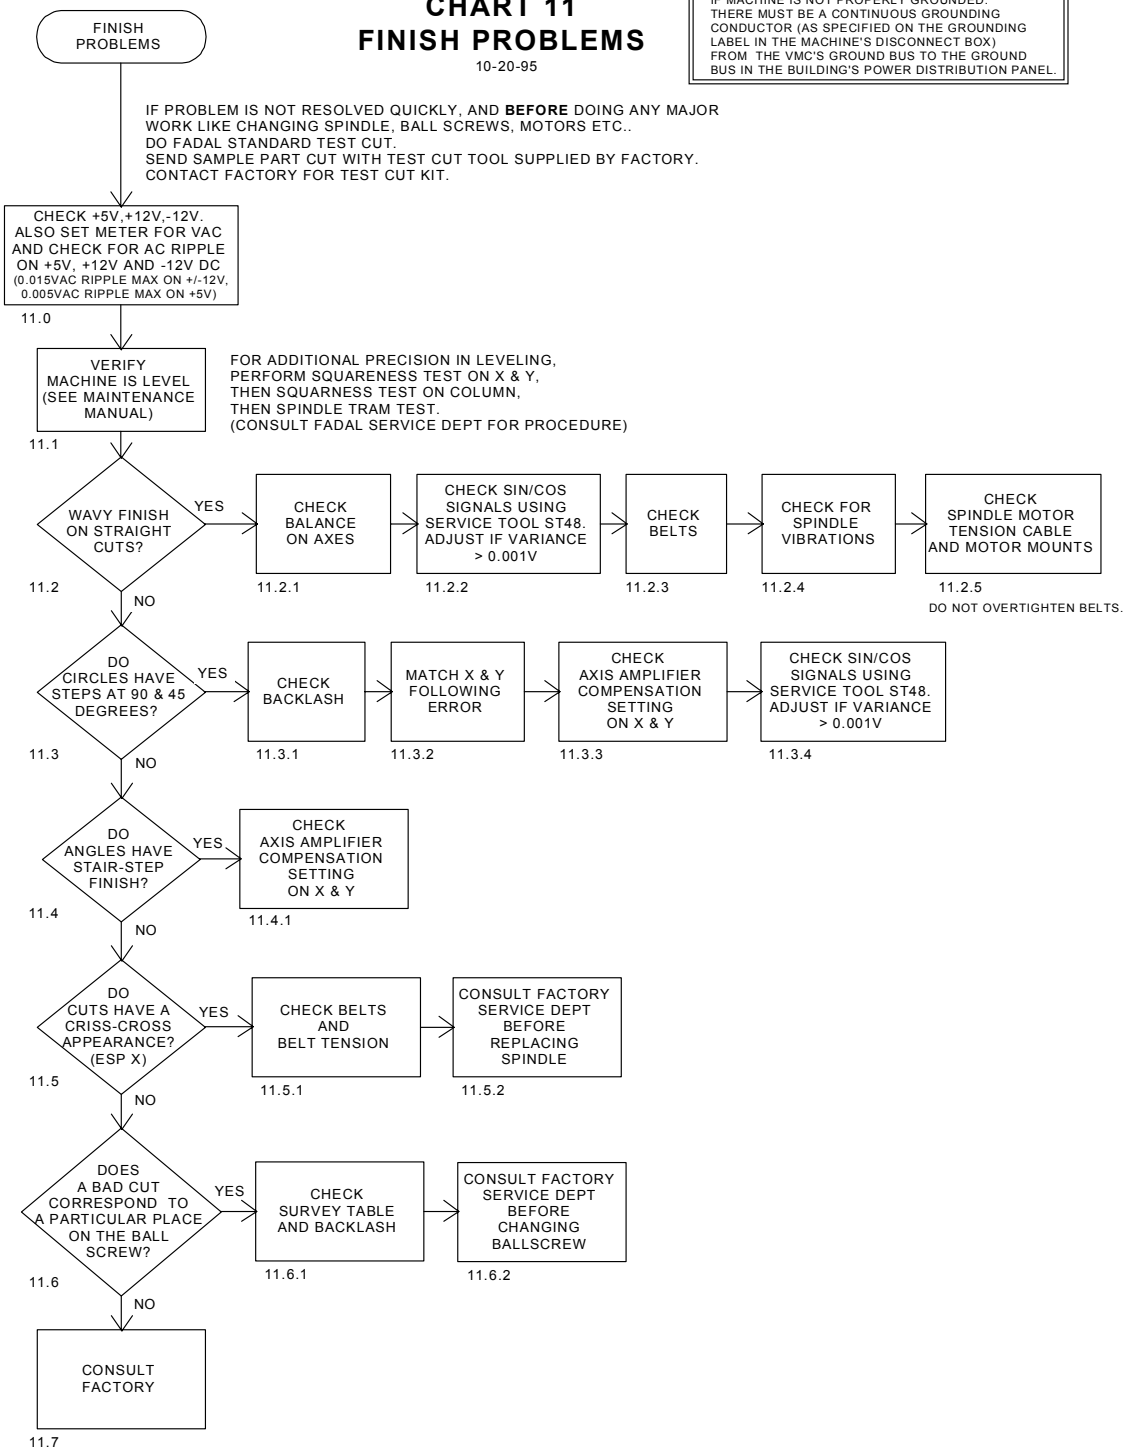 FINISH
PROBLEMS
CHART 11
FINISH PROBLEMS
10-20-95
IF MACHINE IS NOT PROPERLY GROUNDED.
THERE MUST BE A CONTINUOUS GROUNDING
CONDUCTOR (AS SPECIFIED ON THE GROUNDING
LABEL IN THE MACHINE'S DISCONNECT BOX)
FROM THE VMC'S GROUND BUS TO THE GROUND
BUS IN THE BUILDING'S POWER DISTRIBUTION PANEL.
IF PROBLEM IS NOT RESOLVED QUICKLY, AND BEFORE DOING ANY MAJOR
WORK LIKE CHANGING SPINDLE, BALL SCREWS, MOTORS ETC..
DO FADAL STANDARD TEST CUT.
SEND SAMPLE PART CUT WITH TEST CUT TOOL SUPPLIED BY FACTORY.
CONTACT FACTORY FOR TEST CUT KIT.
CHECK +5V,+12V,-12V.
ALSO SET METER FOR VAC
AND CHECK FOR AC RIPPLE
ON +5V, +12V AND -12V DC
(0.015VAC RIPPLE MAX ON +/-12V,
0.005VAC RIPPLE MAX ON +5V)
11.0
VERIFY
MACHINE IS LEVEL
(SEE MAINTENANCE
MANUAL)
11.1
FOR ADDITIONAL PRECISION IN LEVELING,
PERFORM SQUARENESS TEST ON X & Y,
THEN SQUARNESS TEST ON COLUMN,
THEN SPINDLE TRAM TEST.
(CONSULT FADAL SERVICE DEPT FOR PROCEDURE)
WAVY FINISH
ON STRAIGHT
CUTS?
11.2
YES
NO
CHECK
BALANCE
ON AXES
11.2.1
CHECK SIN/COS
SIGNALS USING
SERVICE TOOL ST48.
ADJUST IF VARIANCE
> 0.001V
11.2.2
CHECK
BELTS
11.2.3
CHECK FOR
SPINDLE
VIBRATIONS
11.2.4
CHECK
SPINDLE MOTOR
TENSION CABLE
AND MOTOR MOUNTS
11.2.5
DO NOT OVERTIGHTEN BELTS.
DO
CIRCLES HAVE
STEPS AT 90 & 45
DEGREES?
11.3
YES
NO
CHECK
BACKLASH
11.3.1
MATCH X & Y
FOLLOWING
ERROR
11.3.2
CHECK
AXIS AMPLIFIER
COMPENSATION
SETTING
ON X & Y
11.3.3
CHECK SIN/COS
SIGNALS USING
SERVICE TOOL ST48.
ADJUST IF VARIANCE
> 0.001V
11.3.4
DO
ANGLES HAVE
STAIR-STEP
FINISH?
11.4
YES
NO
CHECK
AXIS AMPLIFIER
COMPENSATION
SETTING
ON X & Y
11.4.1
DO
CUTS HAVE A
CRISS-CROSS
APPEARANCE?
(ESP X)
11.5
YES
NO
CHECK BELTS
AND
BELT TENSION
11.5.1
CONSULT FACTORY
SERVICE DEPT
BEFORE
REPLACING
SPINDLE
11.5.2
DOES
A BAD CUT
CORRESPOND TO
A PARTICULAR PLACE
ON THE BALL
SCREW?
11.6
YES
NO
CHECK
SURVEY TABLE
AND BACKLASH
11.6.1
CONSULT FACTORY
SERVICE DEPT
BEFORE
CHANGING
BALLSCREW
11.6.2
CONSULT
FACTORY
11.7